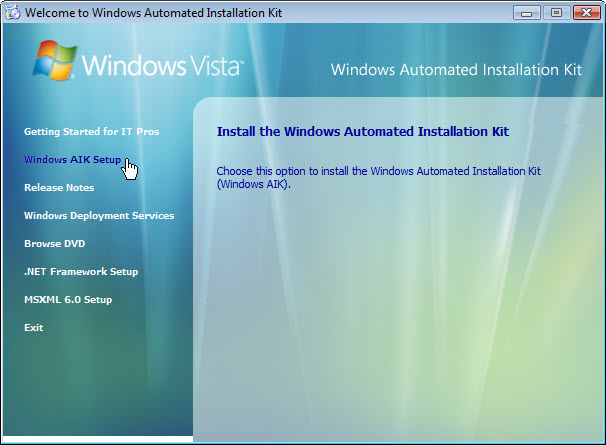 Welcome to Windows Automated Installation Kit
Windows Vista™
Windows Automated Installation Kit
Getting Started for IT Pros
Windows AIK Setup
Release Notes
Windows Deployment Services
Browse DVD
.NET Framework Setup
MSXML 6.0 Setup
Exit
Install the Windows Automated Installation Kit
Choose this option to install the Windows Automated Installation Kit
(Windows AIK).